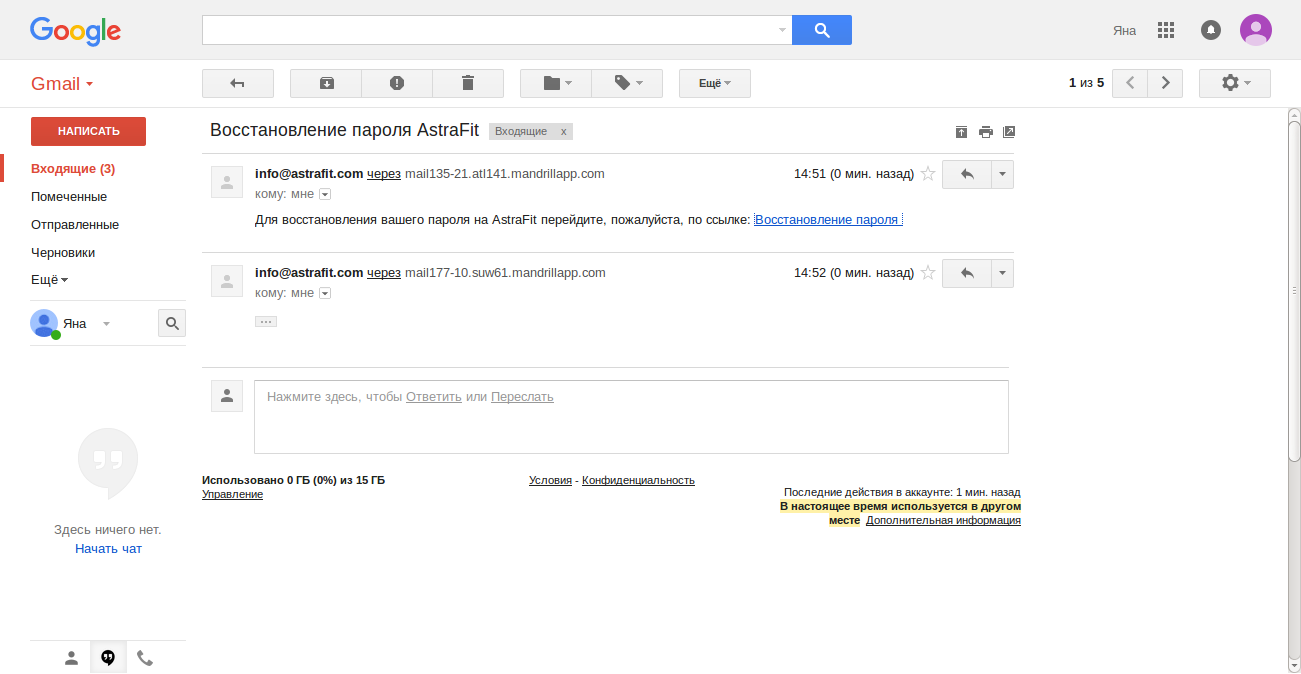 Google
Яна
Gmail
Ещё
1 из 5
НАПИСАТЬ
Входящие (3)
Помеченные
Отправленные
Черновики
Ещё
Яна
Здесь ничего нет.
Начать чат
Восстановление пароля AstraFit Входящие x
info@astrafit.com через mail135-21.atl141.mandrillapp.com 14:51 (0 мин. назад)
кому: мне
Для восстановления вашего пароля на AstraFit перейдите, пожалуйста, по ссылке: Восстановление пароля
info@astrafit.com через mail177-10.suw61.mandrillapp.com 14:52 (0 мин. назад)
кому: мне
Нажмите здесь, чтобы Ответить или Переслать
Использовано 0 ГБ (0%) из 15 ГБ
Управление
Условия - Конфиденциальность
Последние действия в аккаунте: 1 мин. назад
В настоящее время используется в другом
месте Дополнительная информация